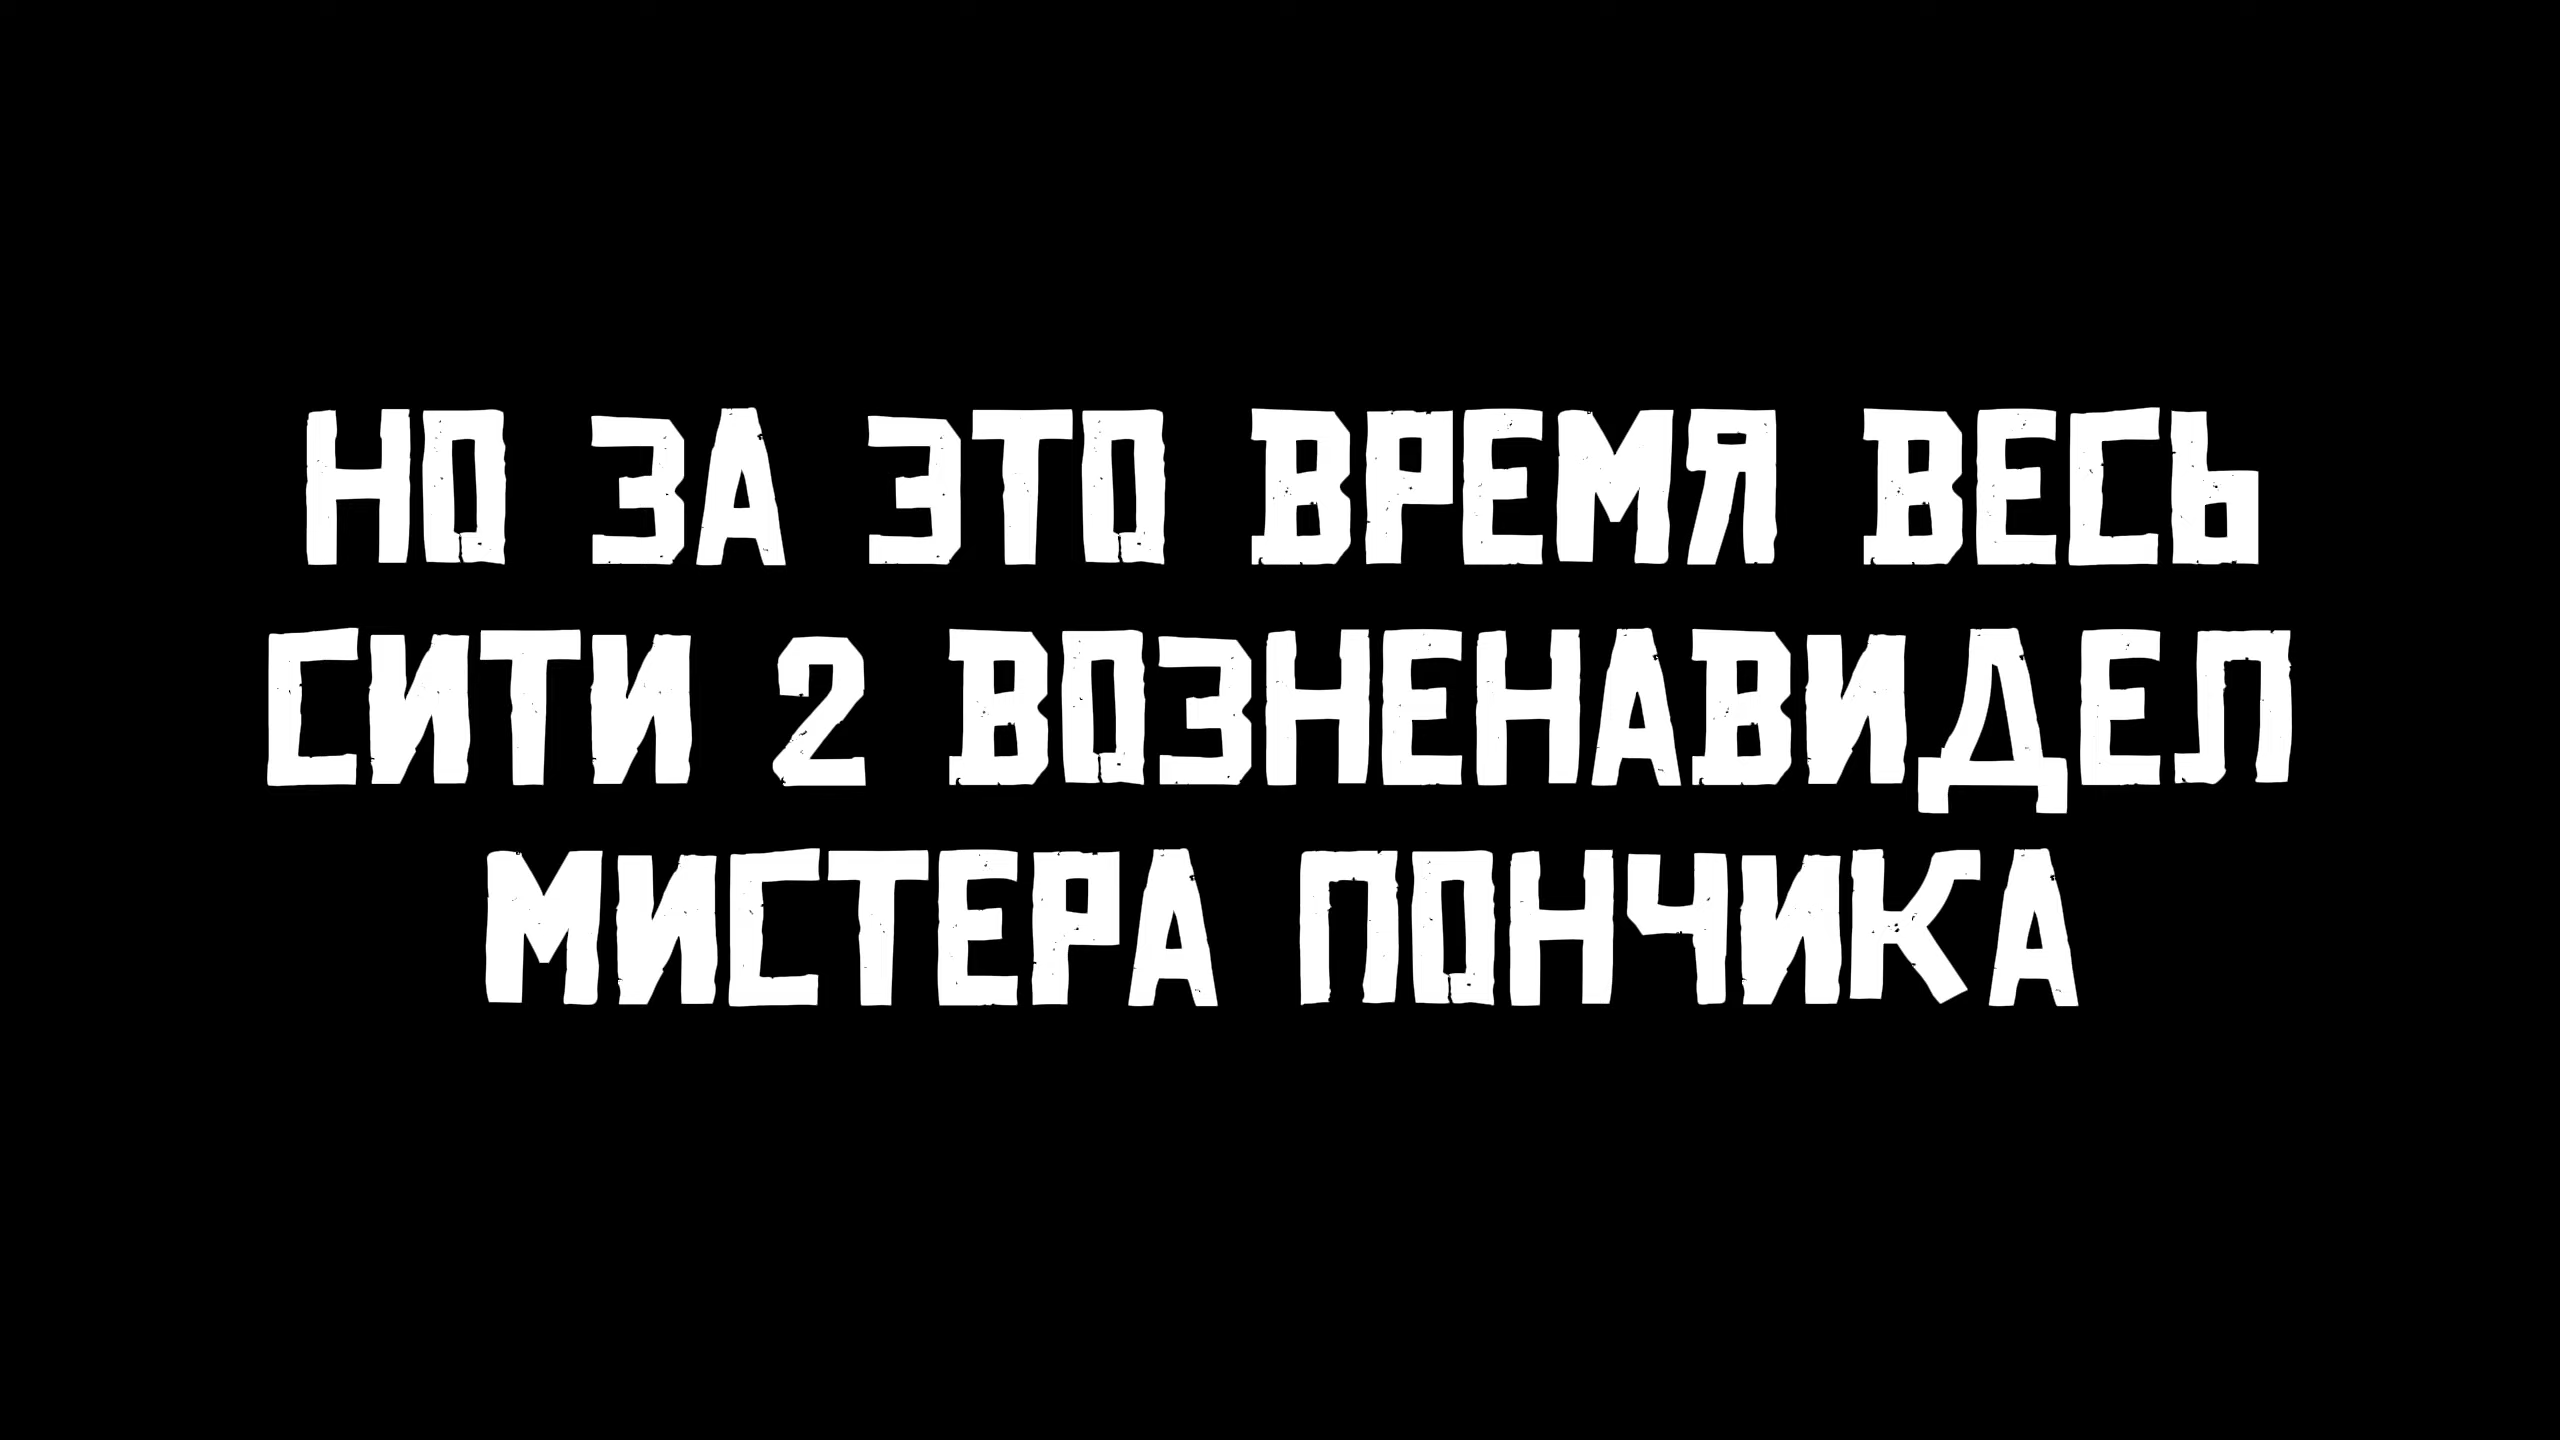 НО ЗА ЭТО ВРЕМЯ ВЕСЬ
СИТИ 2 ВОЗНЕНАВИДЕЛ
МИСТЕРА ПОНЧИКА